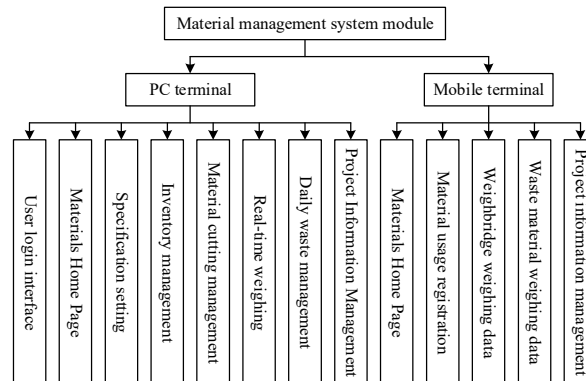 Material management system module
PC terminal
Mobile terminal
User login interface
Materials Home Page
Specification setting
Inventory management
Material cutting management
Real-time weighing
Daily waste management
Project Information Management
Materials Home Page
Material usage registration
Weighbridge weighing data
Waste material weighing data
Project information management